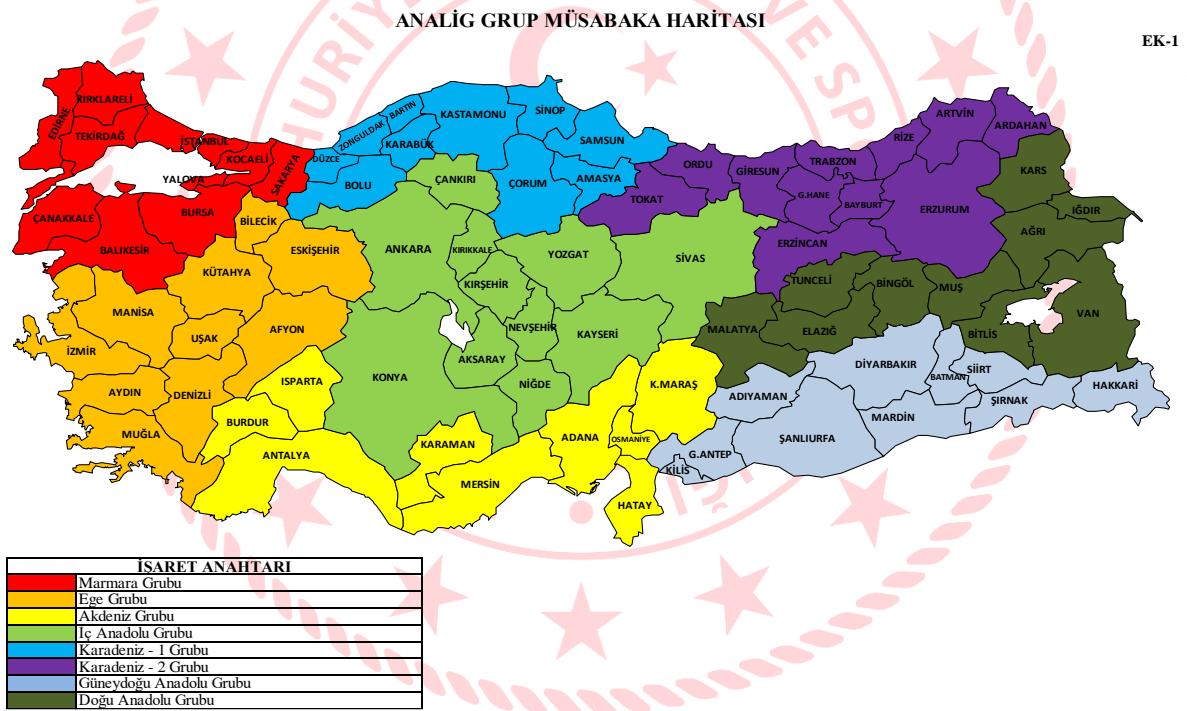 ANALİG GRUP MÜSABAKA HARİTASI
EK-1
KIRKLARELİ
EDİRNE
TEKİRDAĞ
İSTANBUL
KOCAELİ
SAKARYA
YALOVA
ÇANAKKALE
BURSA
BALIKESİR
BİLECİK
ESKİŞEHİR
KÜTAHYA
MANİSA
UŞAK
AFYON
İZMİR
AYDIN
DENİZLİ
MUĞLA
ISPARTA
BURDUR
ANTALYA
KARAMAN
MERSİN
ADANA
OSMANİYE
K.MARAŞ
HATAY
DÜZCE
ZONGULDAK
BARTIN
KARABÜK
BOLU
KASTAMONU
SİNOP
SAMSUN
ÇORUM
AMASYA
ÇANKIRI
ANKARA
KIRIKKALE
YOZGAT
SİVAS
KIRŞEHİR
NEVŞEHİR
KAYSERİ
AKSARAY
KONYA
NİĞDE
ORDU
TOKAT
GİRESUN
TRABZON
G.HANE
BAYBURT
RİZE
ARTVİN
ARDAHAN
ERZURUM
ERZİNCAN
KARS
IĞDIR
AĞRI
TUNCELİ
BİNGÖL
MUŞ
MALATYA
ELAZIĞ
BİTLİS
VAN
DİYARBAKIR
BATMAN
SİİRT
HAKKARİ
ŞIRNAK
MARDİN
ADIYAMAN
ŞANLIURFA
G.ANTEP
KİLİS
İŞARET ANAHTARI
Marmara Grubu
Ege Grubu
Akdeniz Grubu
İç Anadolu Grubu
Karadeniz - 1 Grubu
Karadeniz - 2 Grubu
Güneydoğu Anadolu Grubu
Doğu Anadolu Grubu